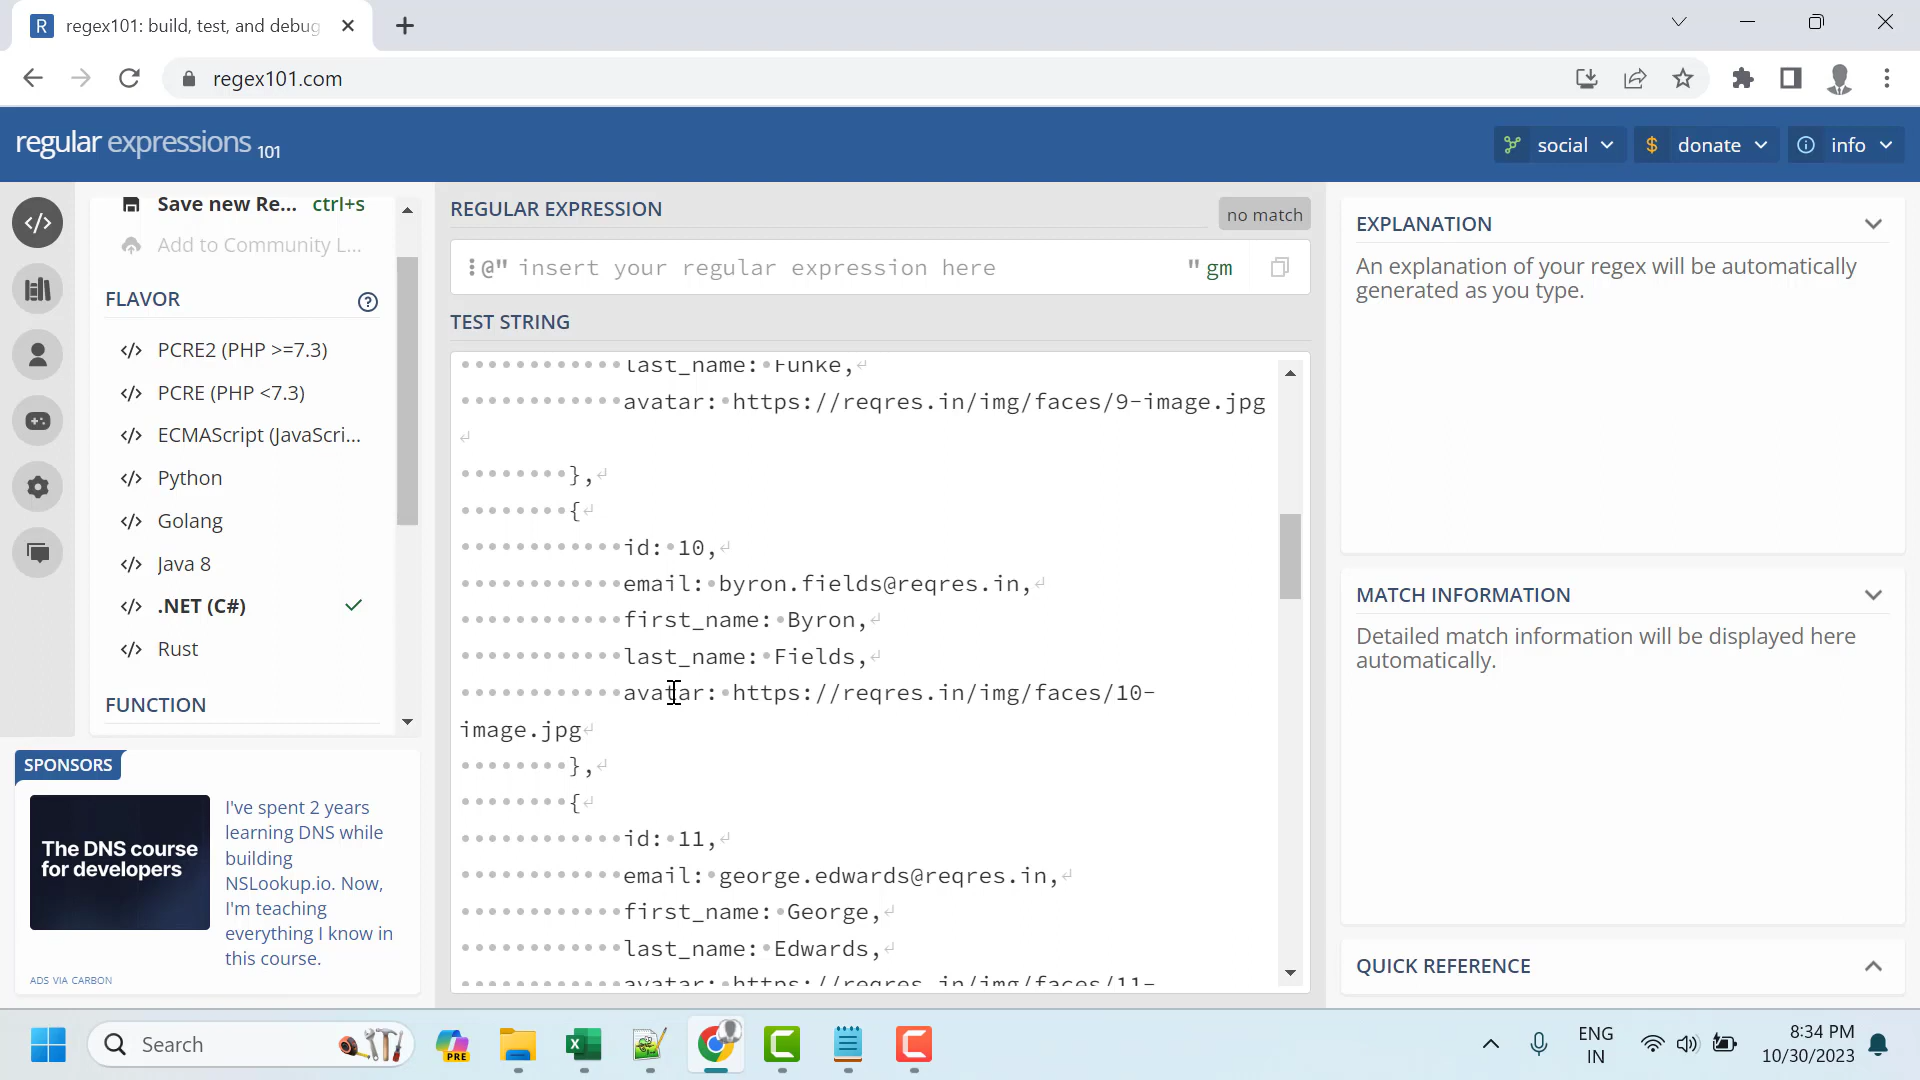 regex101: build, test, and debug
regex101.com
regular expressions 101
social
donate
info
Save new Re... ctrl+s
Add to Community L...
FLAVOR
PCRE2 (PHP >=7.3)
PCRE (PHP <7.3)
ECMAScript (JavaScri...
Python
Golang
Java 8
.NET (C#)
Rust
FUNCTION
SPONSORS
The DNS course
for developers
I've spent 2 years
learning DNS while
building
NSLookup.io. Now,
I'm teaching
everything I know in
this course.
ADS VIA CARBON
REGULAR EXPRESSION
no match
@" insert your regular expression here " gm
TEST STRING
last_name: Funke,
avatar: https://reqres.in/img/faces/9-image.jpg
},
{
id: 10,
email: byron.fields@reqres.in,
first_name: Byron,
last_name: Fields,
avatar: https://reqres.in/img/faces/10-
image.jpg
},
{
id: 11,
email: george.edwards@reqres.in,
first_name: George,
last_name: Edwards,
avatar: https://reqres.in/img/faces/11-
EXPLANATION
An explanation of your regex will be automatically
generated as you type.
MATCH INFORMATION
Detailed match information will be displayed here
automatically.
QUICK REFERENCE
Search
PRE
ENG
IN
8:34 PM
10/30/2023